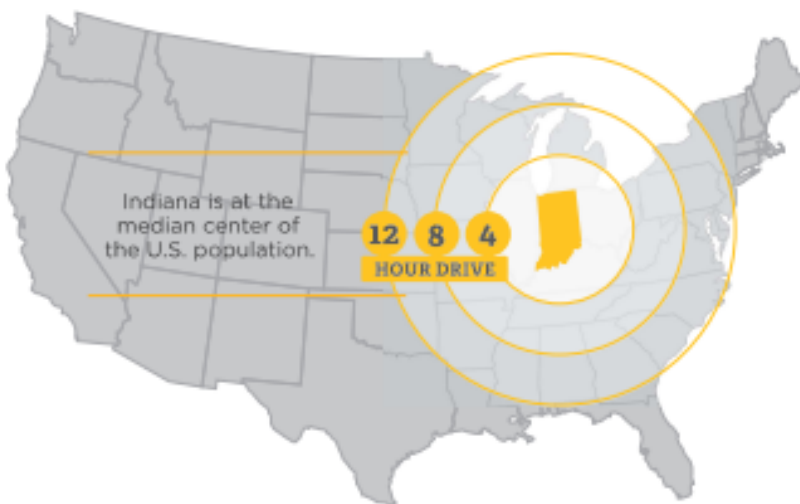 Indiana is at the
median center of
the U.S. population.
12 8 4
HOUR DRIVE